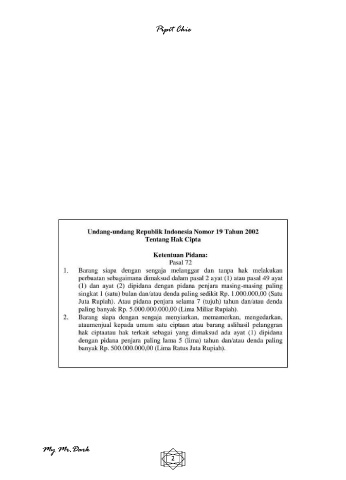 Pipit Chie
Undang-undang Republik Indonesia Nomor 19 Tahun 2002
Tentang Hak Cipta
Ketentuan Pidana:
Pasal 72
1. Barang siapa dengan sengaja melanggar dan tanpa hak melakukan
perbuatan sebagaimana dimaksud dalam pasal 2 ayat (1) atau pasal 49 ayat
(1) dan ayat (2) dipidana dengan pidana penjara masing-masing paling
singkat 1 (satu) bulan dan/atau denda paling sedikit Rp. 1.000.000,00 (Satu
Juta Rupiah). Atau pidana penjara selama 7 (tujuh) tahun dan/atau denda
paling banyak Rp. 5.000.000.000,00 (Lima Miliar Rupiah).
2. Barang siapa dengan sengaja menyiarkan, memamerkan, mengedarkan,
ataumenjual kepada umum satu ciptaan atau barang asilhasil pelanggran
hak ciptaatau hak terkait sebagai yang dimaksud ada ayat (1) dipidana
dengan pidana penjara paling lama 5 (lima) tahun dan/atau denda paling
banyak Rp. 500.000.000,00 (Lima Ratus Juta Rupiah).
My Mr.Dark
2